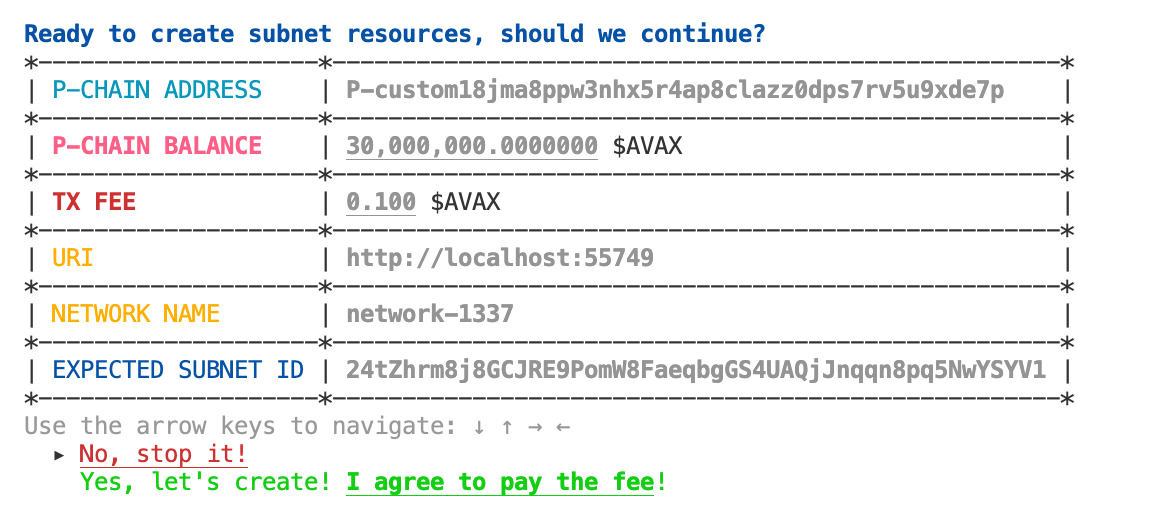 Ready to create subnet resources, should we continue?
*--------------------*----------------------------------------------------*
| P-CHAIN ADDRESS    | P-custom18jma8ppw3nhx5r4ap8clazz0dps7rv5u9xde7p    |
*--------------------*----------------------------------------------------*
| P-CHAIN BALANCE    | 30,000,000.0000000 $AVAX                           |
*--------------------*----------------------------------------------------*
| TX FEE             | 0.100 $AVAX                                        |
*--------------------*----------------------------------------------------*
| URI                | http://localhost:55749                             |
*--------------------*----------------------------------------------------*
| NETWORK NAME       | network-1337                                       |
*--------------------*----------------------------------------------------*
| EXPECTED SUBNET ID | 24tZhrm8j8GCJRE9PomW8FaeqbgGS4UAQjJnqqn8pq5NwYSYV1 |
*--------------------*----------------------------------------------------*
Use the arrow keys to navigate: ↓ ↑ → ←
  ▸ No, stop it!
    Yes, let's create! I agree to pay the fee!